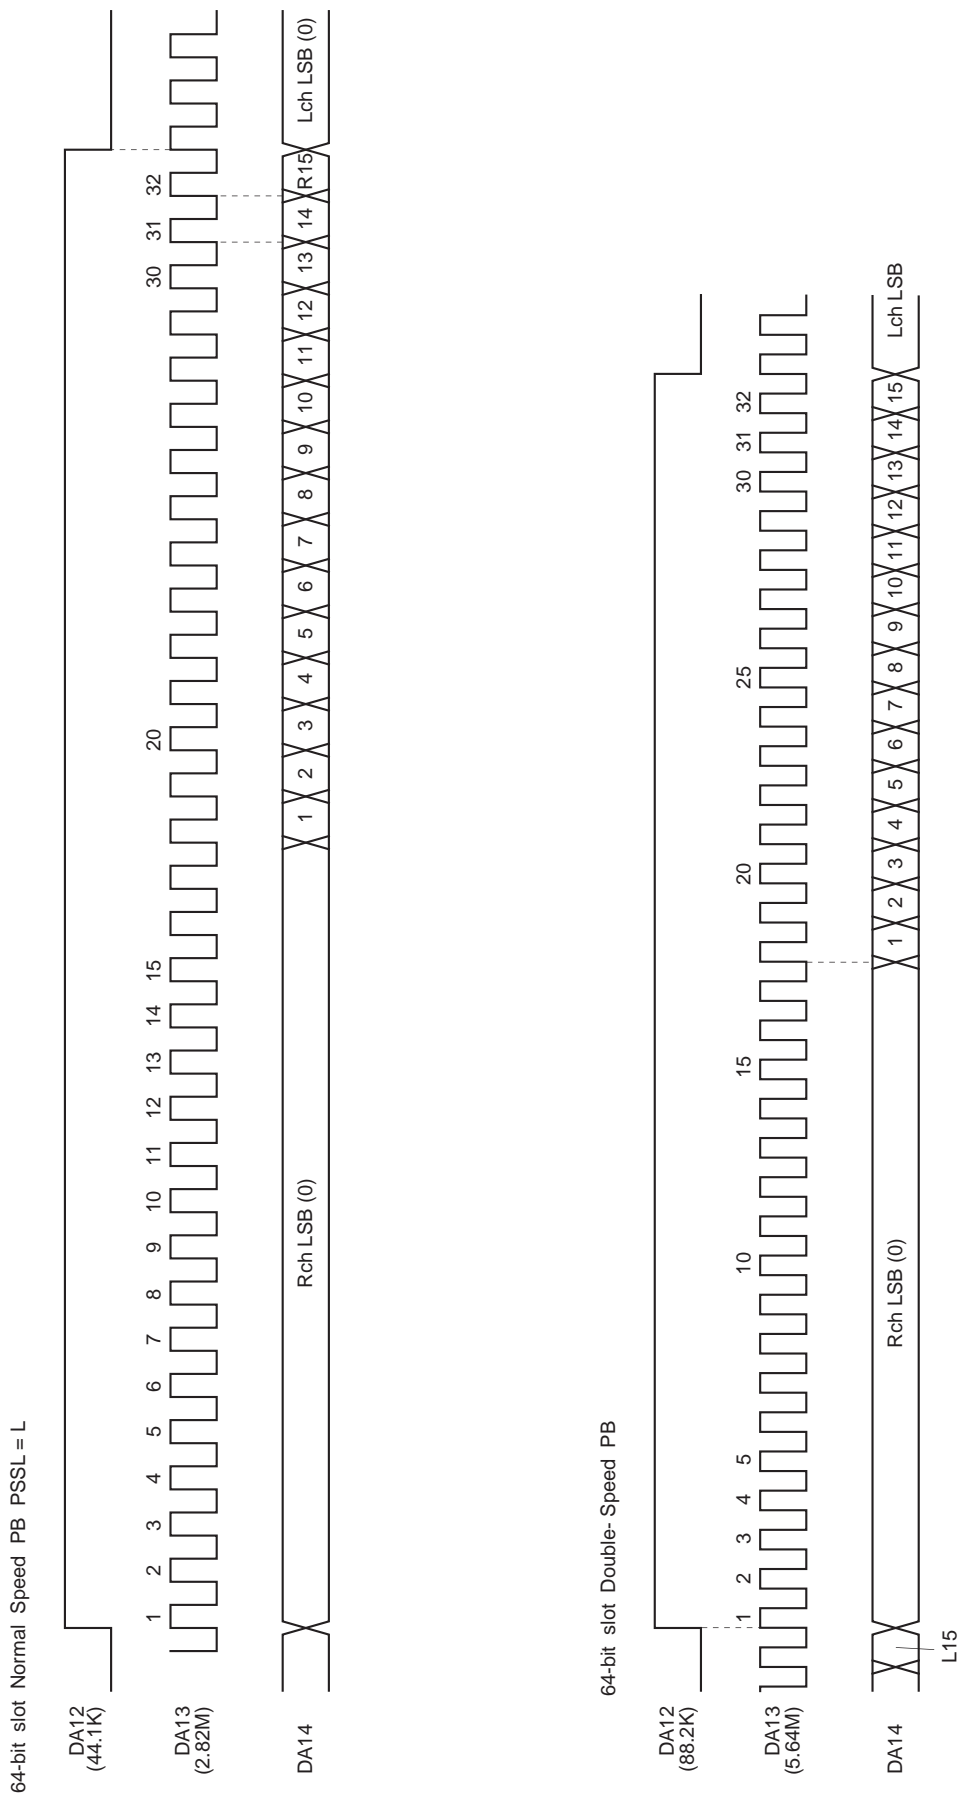 64-bit slot Normal Speed PB PSSL = L
DA12
(44.1K)
DA13
(2.82M)
1 2 3 4 5 6 7 8 9 10 11 12 13 14 15 20 30 31 32
DA14
Rch LSB (0) 1 2 3 4 5 6 7 8 9 10 11 12 13 14 R15 Lch LSB (0)
64-bit slot Double- Speed PB
DA12
(88.2K)
DA13
(5.64M)
1 2 3 4 5 10 15 20 25 30 31 32
DA14
Rch LSB (0) 1 2 3 4 5 6 7 8 9 10 11 12 13 14 15 Lch LSB
L15